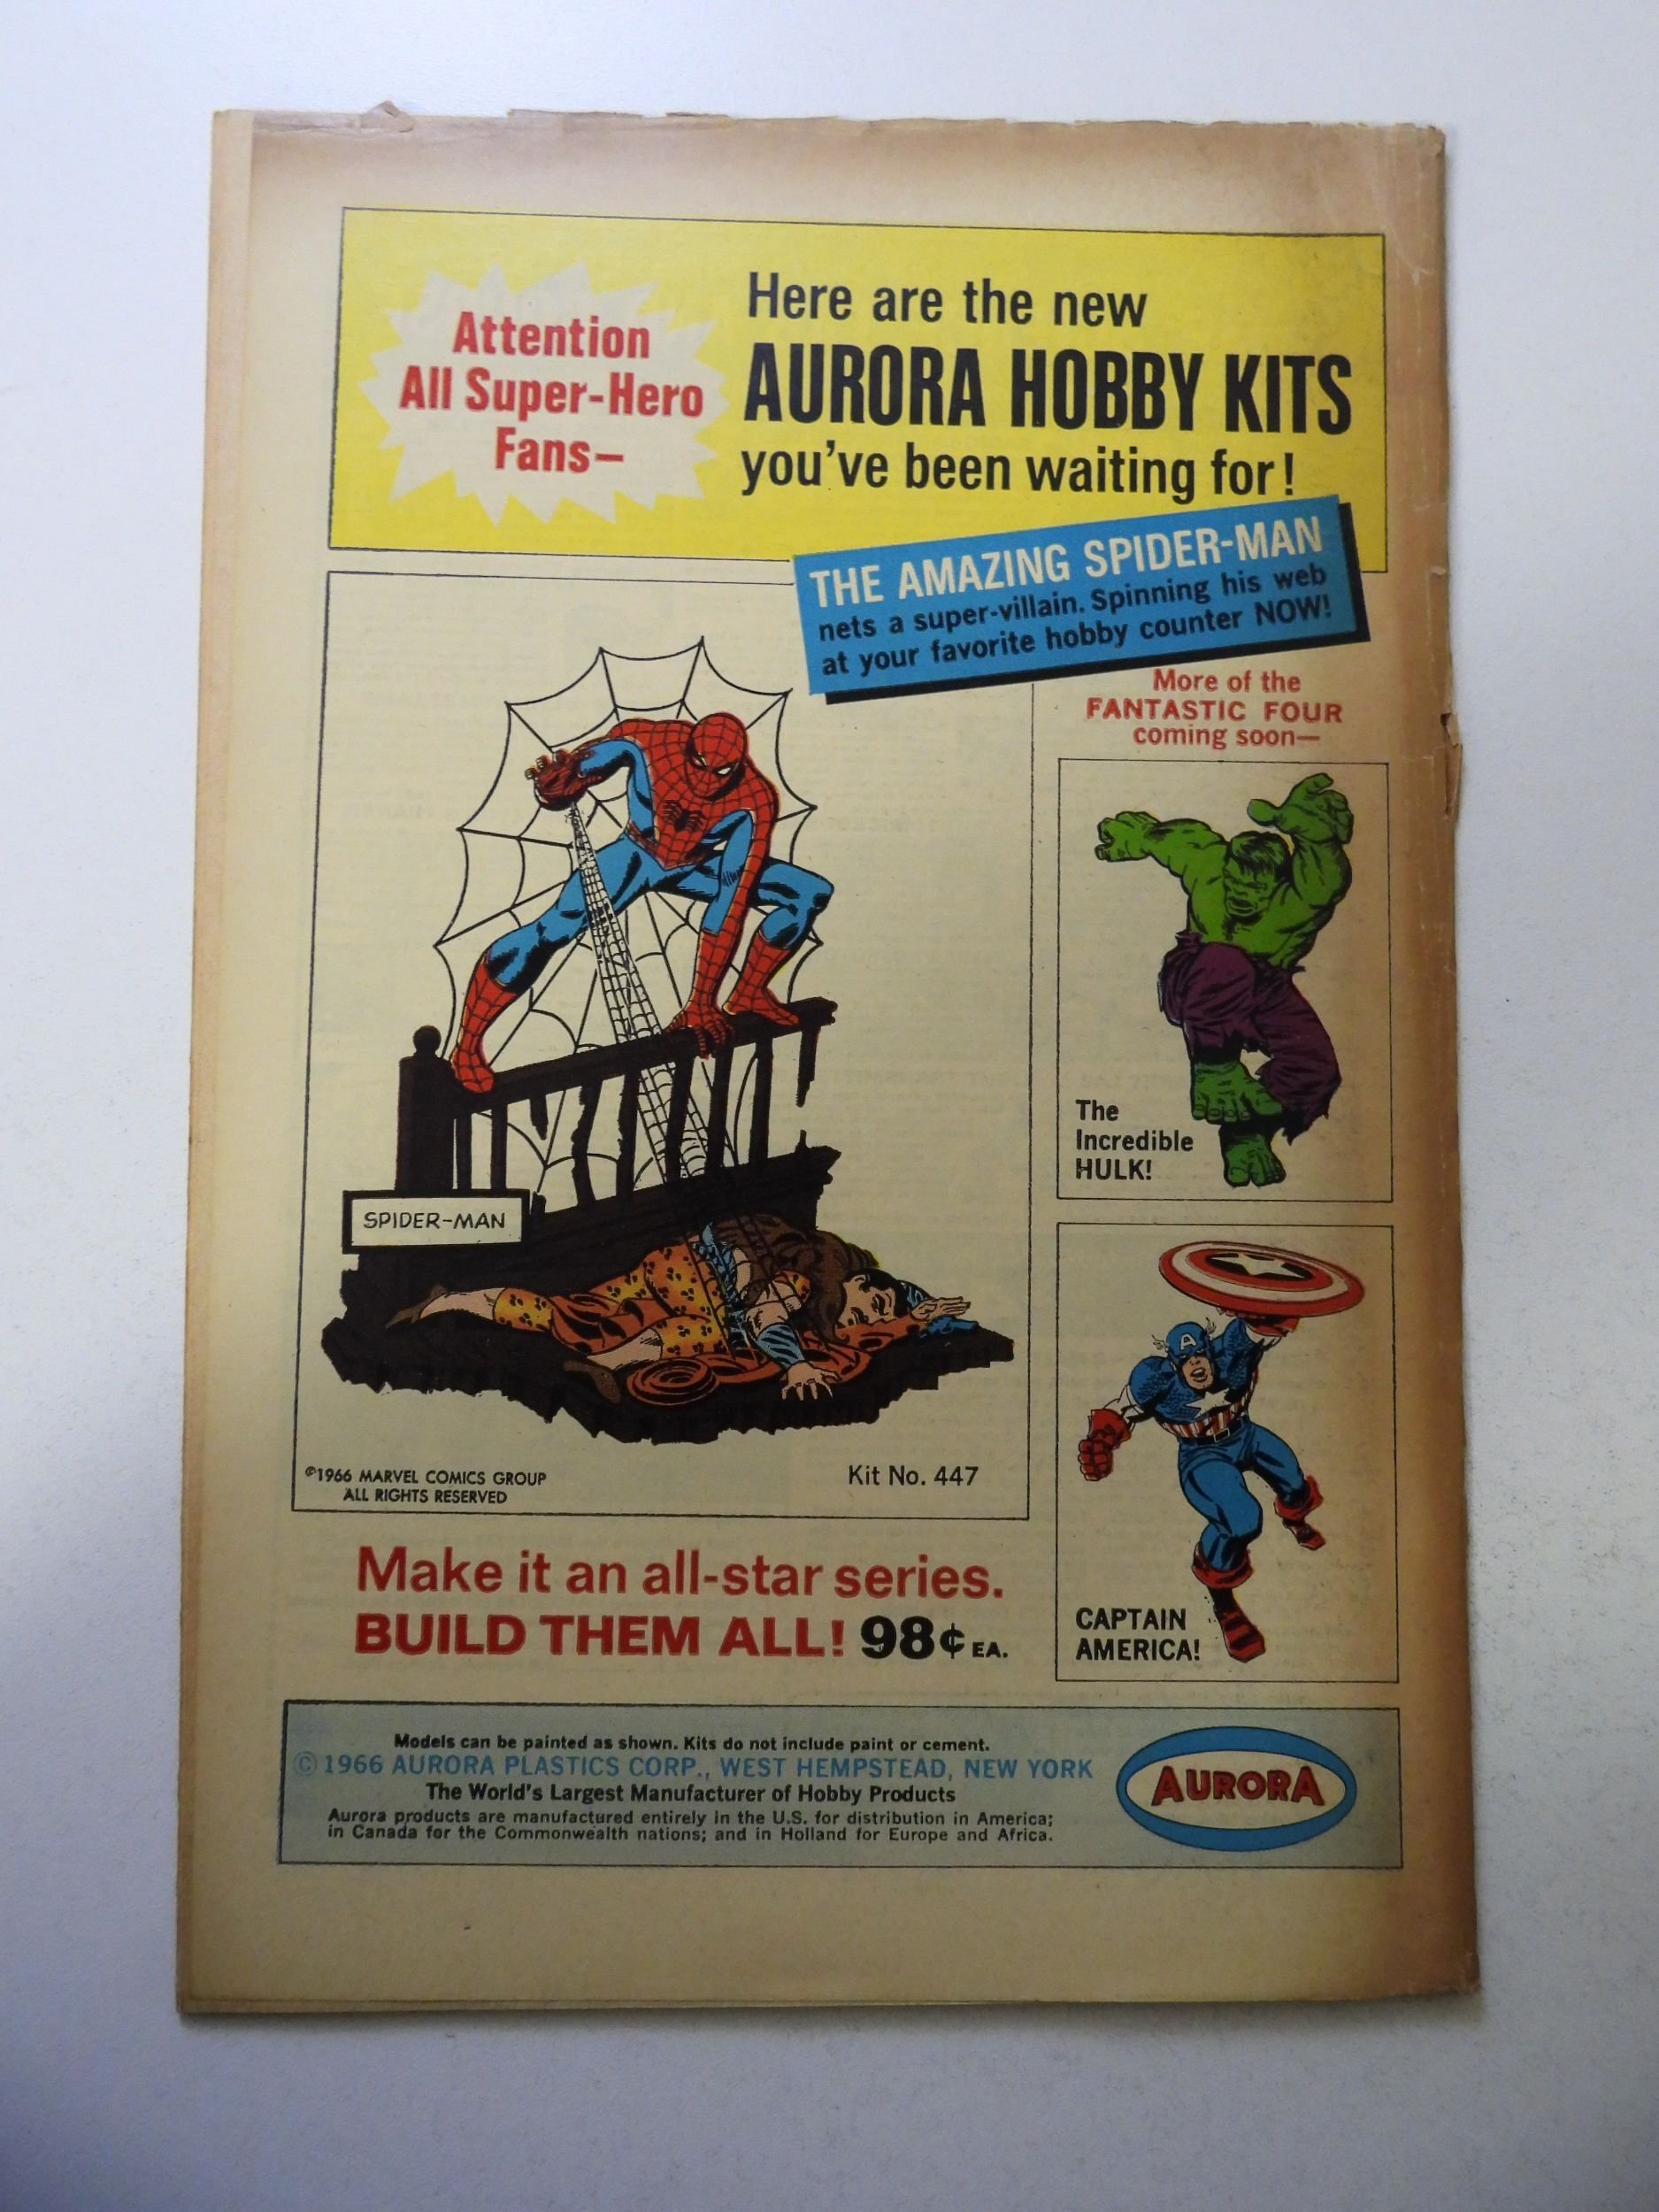 Attention
All Super-Hero
Fans—
Here are the new
AURORA HOBBY KITS
you've been waiting for!
THE AMAZING SPIDER-MAN
nets a super-villain. Spinning his web
at your favorite hobby counter NOW!
More of the
FANTASTIC FOUR
coming soon—
The
Incredible
HULK!
SPIDER-MAN
©1966 MARVEL COMICS GROUP
ALL RIGHTS RESERVED
Kit No. 447
A
CAPTAIN
AMERICA!
Make it an all-star series.
BUILD THEM ALL! 98¢ EA.
Models can be painted as shown. Kits do not include paint or cement.
© 1966 AURORA PLASTICS CORP., WEST HEMPSTEAD, NEW YORK
The World's Largest Manufacturer of Hobby Products
Aurora products are manufactured entirely in the U.S. for distribution in America;
in Canada for the Commonwealth nations; and in Holland for Europe and Africa.
AURORA